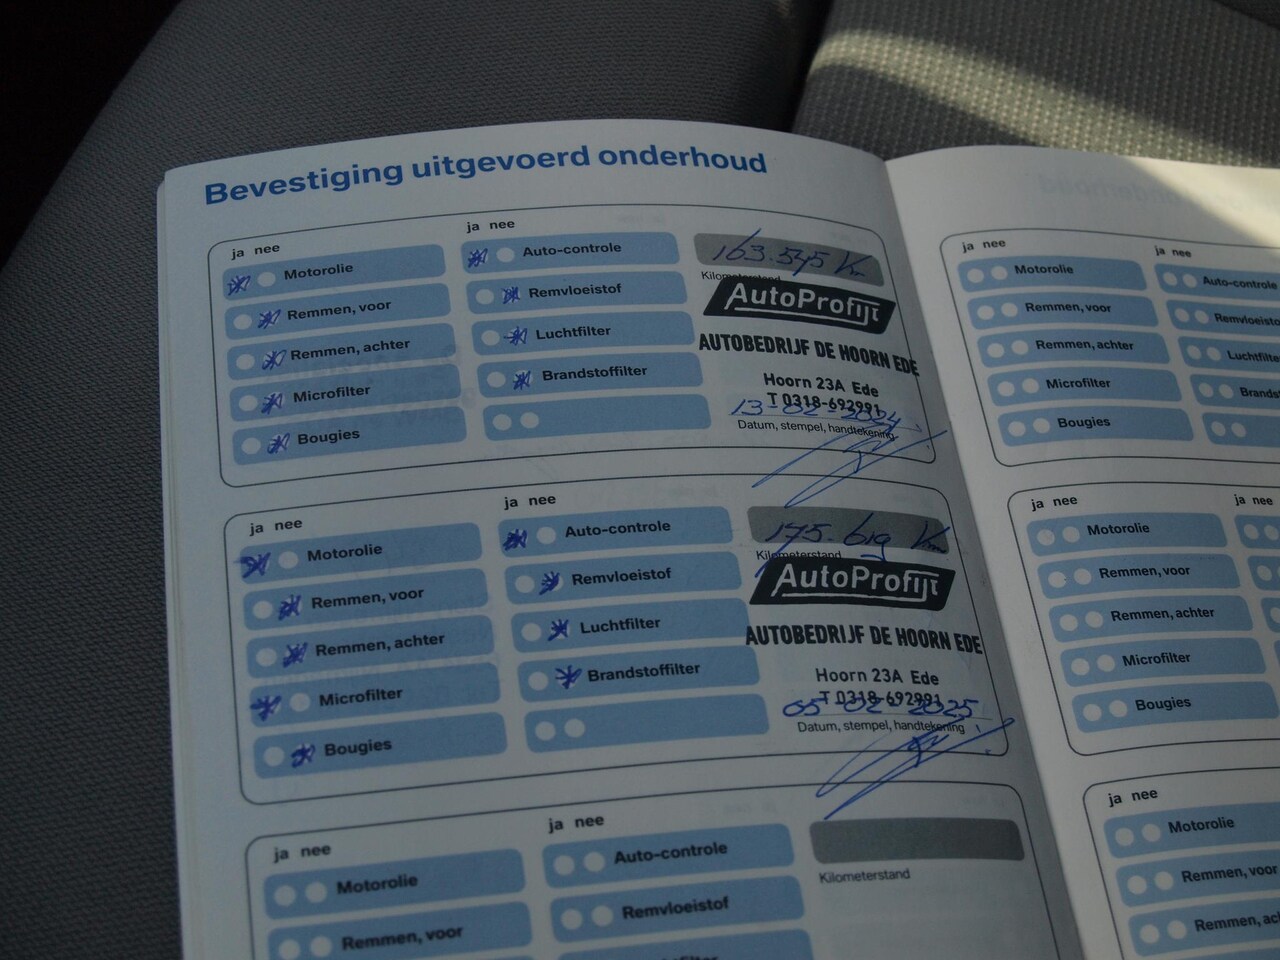 Bevestiging uitgevoerd onderhoud
ja nee
ja nee
Motorolie
Auto-controle
163.545 Km
Remmen, voor
Remvloeistof
Kilometerstand
AutoProfijt
Remmen, achter
Luchtfilter
AUTOBEDRIJF DE HOORN EDE
Microfilter
Brandstoffilter
Hoorn 23A Ede
T 0318-692991
13-02-2024
Bougies
Datum, stempel, handtekening
ja nee
ja nee
Motorolie
Auto-controle
175.619 Km
Remmen, voor
Remvloeistof
Kilometerstand
AutoProfijt
Remmen, achter
Luchtfilter
AUTOBEDRIJF DE HOORN EDE
Microfilter
Brandstoffilter
Hoorn 23A Ede
T 0318-692991
05-02-2025
Bougies
Datum, stempel, handtekening
ja nee
ja nee
Motorolie
Auto-controle
Kilometerstand
Remmen, voor
Remvloeistof
ja nee
ja nee
Motorolie
Auto-controle
Remmen, voor
Remvloeisto
Remmen, achter
Luchtfilte
Microfilter
Brands
Bougies
ja nee
ja nee
Motorolie
Remmen, voor
Remmen, achter
Microfilter
Bougies
ja nee
Motorolie
Remmen, voor
Remmen, ac